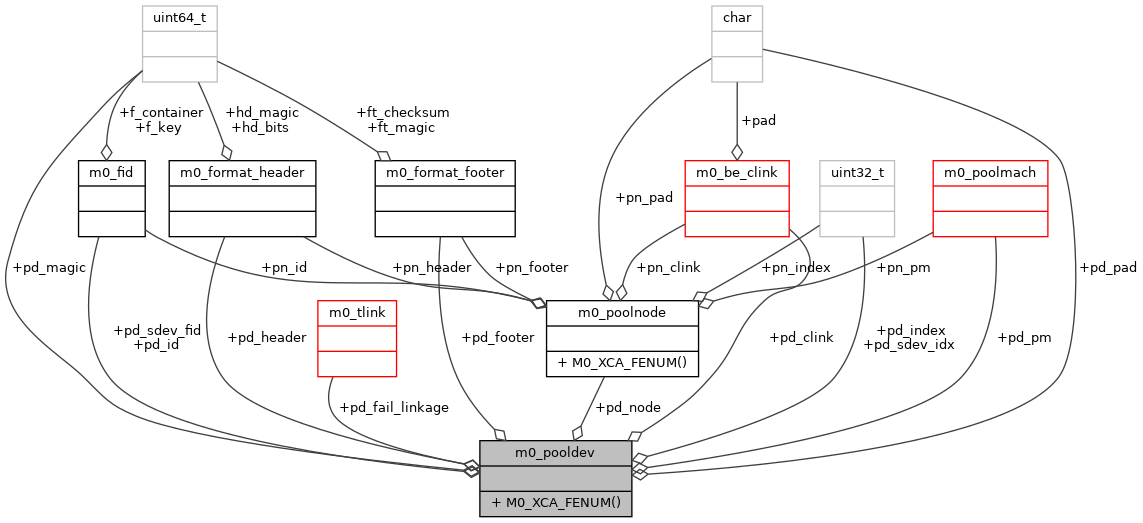 uint64_t
char
+f_container
+f_key
+hd_magic
+hd_bits
+ft_checksum
+ft_magic
+pad
m0_fid
m0_format_header
m0_format_footer
m0_be_clink
uint32_t
m0_poolmach
+pn_pad
+pd_magic
+pn_id
+pn_header
+pn_footer
+pn_clink
+pn_index
+pn_pm
+pd_pad
m0_tlink
m0_poolnode
+ M0_XCA_FENUM()
+pd_sdev_fid
+pd_id
+pd_header
+pd_footer
+pd_clink
+pd_index
+pd_sdev_idx
+pd_pm
+pd_fail_linkage
+pd_node
m0_pooldev
+ M0_XCA_FENUM()